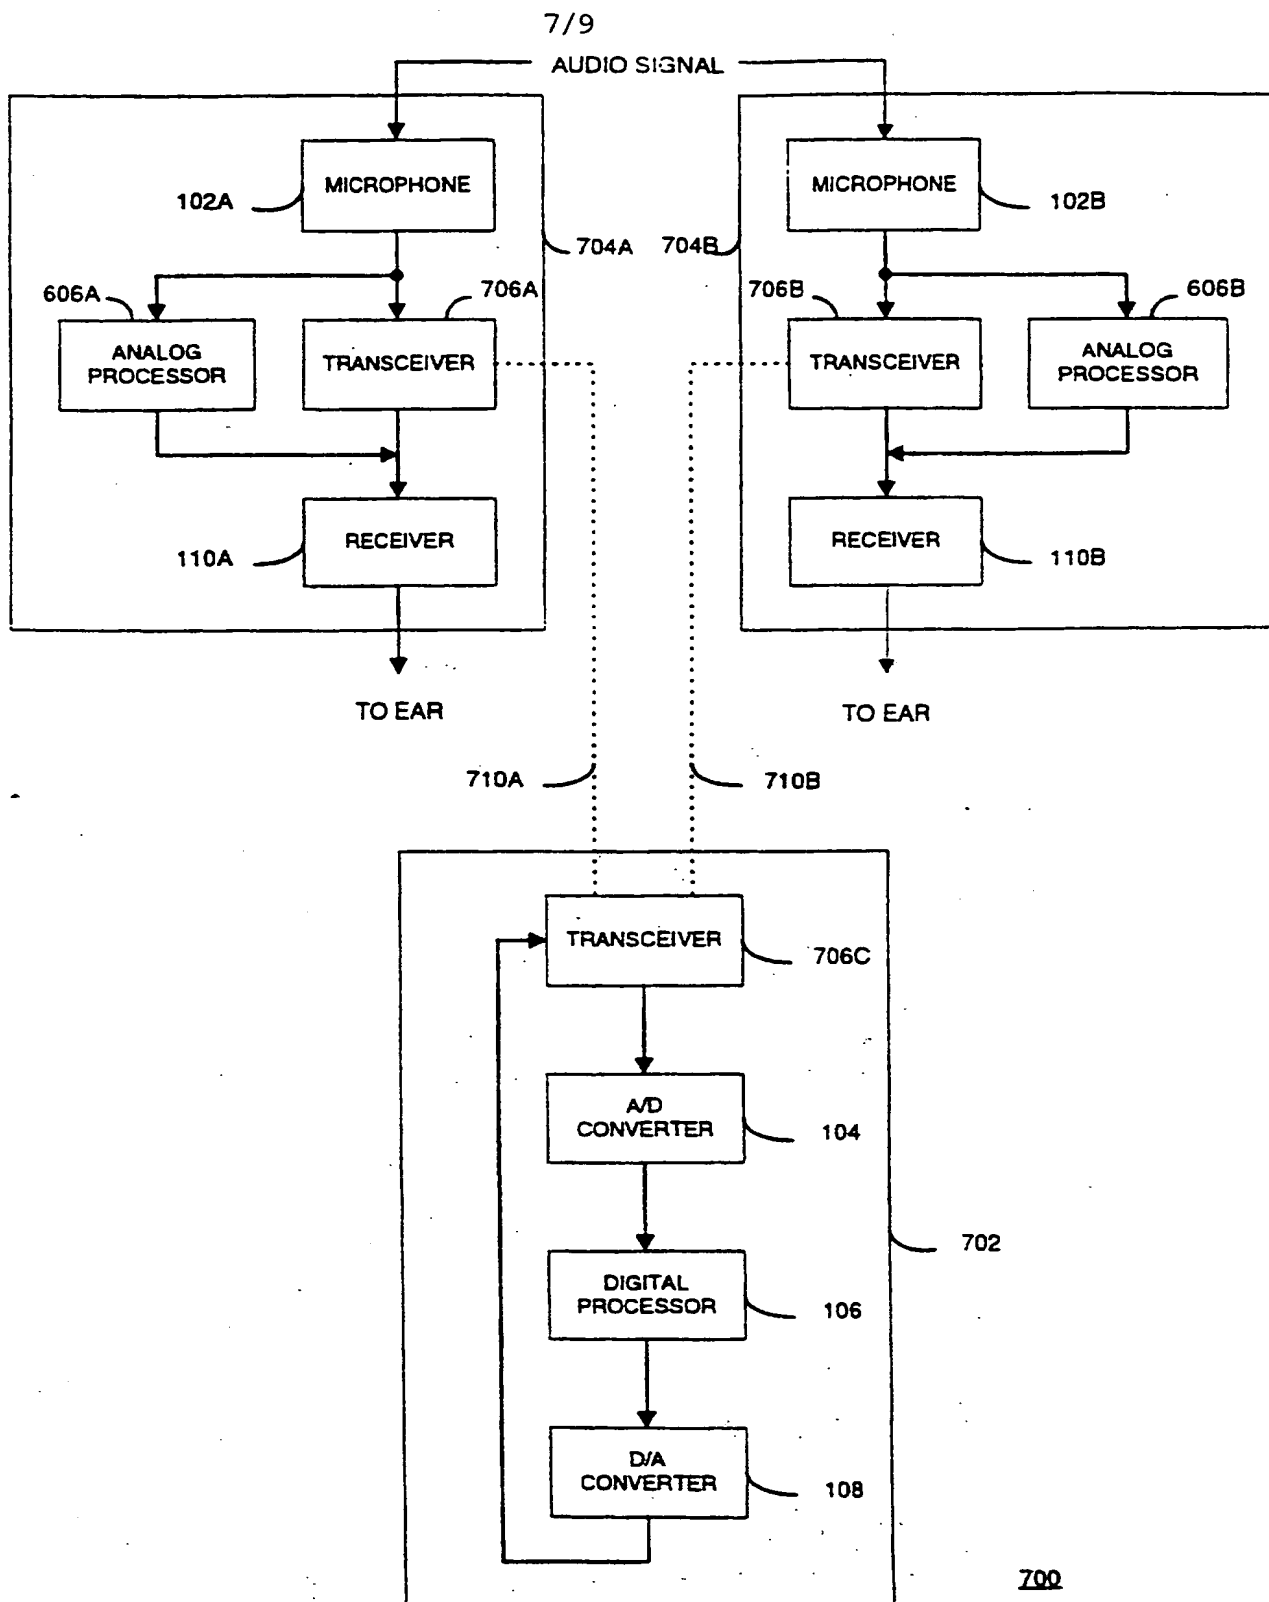 7/9
AUDIO SIGNAL
MICROPHONE
102A
MICROPHONE
102B
704A
704B
606A
706A
706B
606B
ANALOG
PROCESSOR
TRANSCEIVER
TRANSCEIVER
ANALOG
PROCESSOR
RECEIVER
110A
RECEIVER
110B
TO EAR
TO EAR
710A
710B
TRANSCEIVER
706C
A/D
CONVERTER
104
702
DIGITAL
PROCESSOR
106
D/A
CONVERTER
108
700